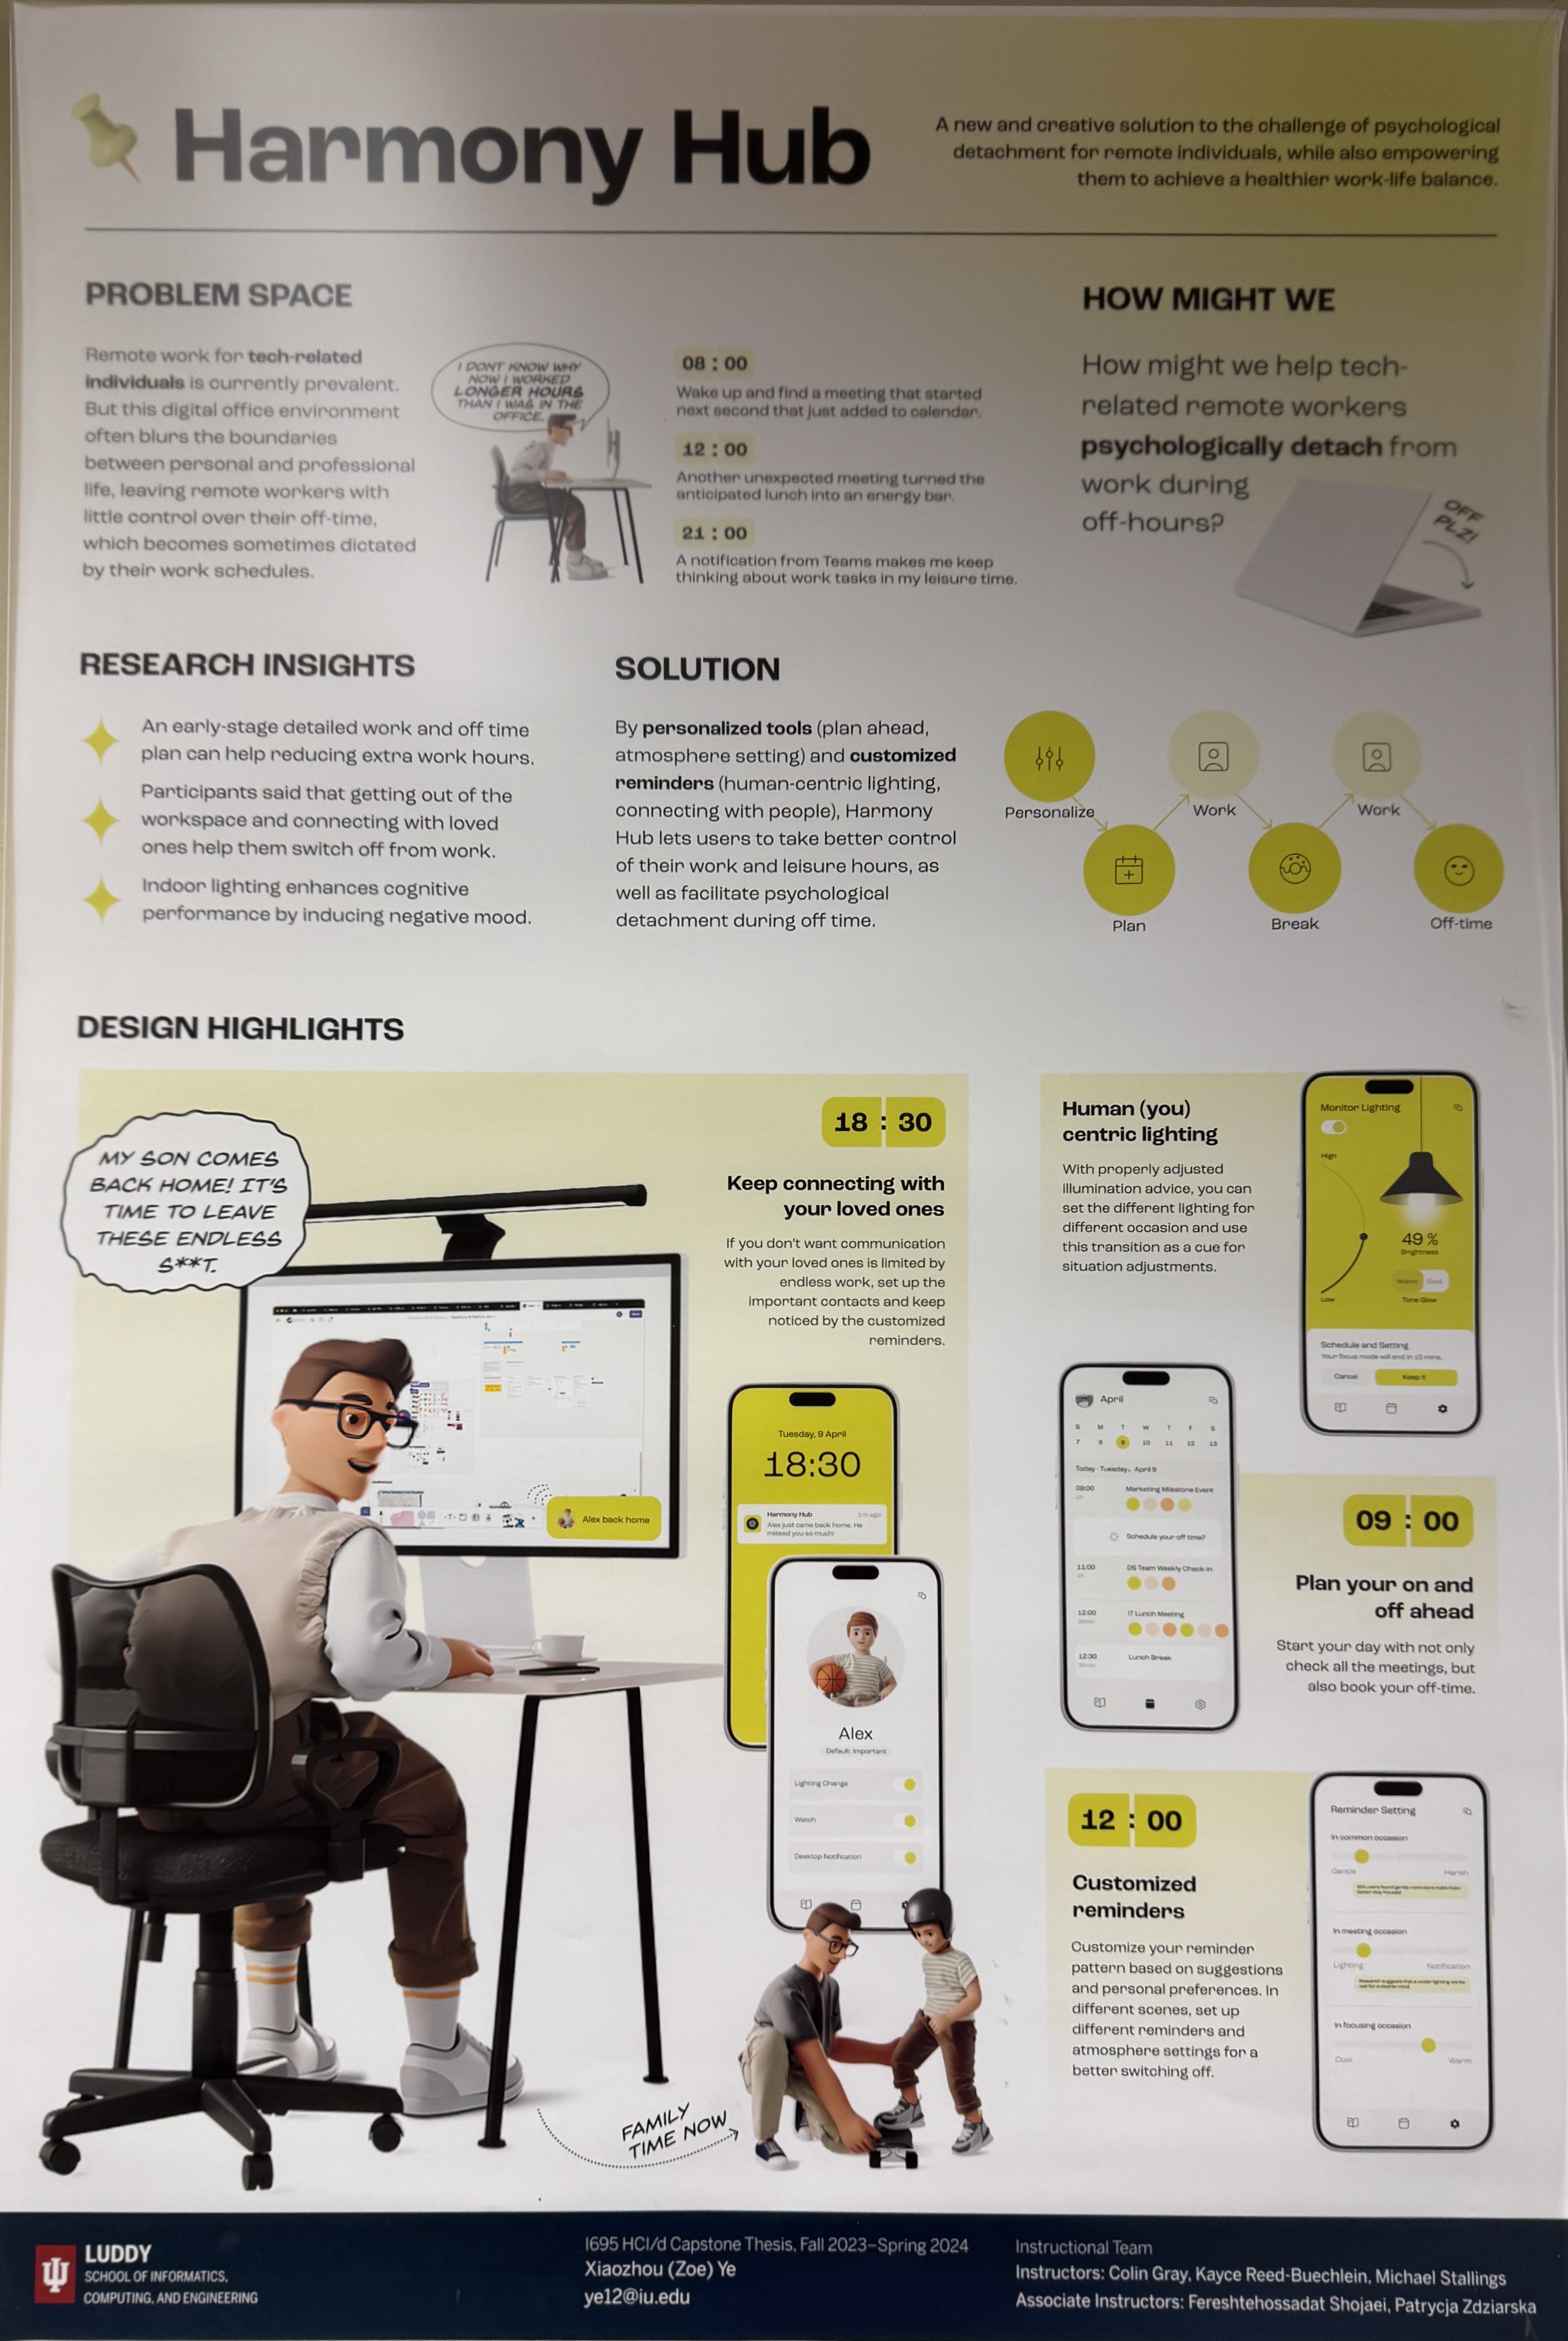 Harmony Hub
A new and creative solution to the challenge of psychological
detachment for remote individuals, while also empowering
them to achieve a healthier work-life balance.
PROBLEM SPACE
Remote work for tech-related
individuals is currently prevalent.
But this digital office environment
often blurs the boundaries
between personal and professional
life, leaving remote workers with
little control over their off-time,
which becomes sometimes dictated
by their work schedules.
I DONT KNOW WHY
NOW I WORKED
LONGER HOURS
THAN I WAS IN THE
OFFICE.
08 : 00
Wake up and find a meeting that started
next second that just added to calendar.
12 : 00
Another unexpected meeting turned the
anticipated lunch into an energy bar.
21 : 00
A notification from Teams makes me keep
thinking about work tasks in my leisure time.
HOW MIGHT WE
How might we help tech-
related remote workers
psychologically detach from
work during
off-hours?
OFF
PLZ!
RESEARCH INSIGHTS
An early-stage detailed work and off time
plan can help reducing extra work hours.
Participants said that getting out of the
workspace and connecting with loved
ones help them switch off from work.
Indoor lighting enhances cognitive
performance by inducing negative mood.
SOLUTION
By personalized tools (plan ahead,
atmosphere setting) and customized
reminders (human-centric lighting,
connecting with people), Harmony
Hub lets users to take better control
of their work and leisure hours, as
well as facilitate psychological
detachment during off time.
Personalize
Plan
Work
Break
Work
Off-time
DESIGN HIGHLIGHTS
MY SON COMES
BACK HOME! IT'S
TIME TO LEAVE
THESE ENDLESS
S**T.
Alex back home
18 : 30
Keep connecting with
your loved ones
If you don't want communication
with your loved ones is limited by
endless work, set up the
important contacts and keep
noticed by the customized
reminders.
Tuesday, 9 April
18:30
Harmony Hub
1m ago
Alex just came back home. He
missed you so much!
Alex
Default: Important
Lighting Change
Watch
Desktop Notification
FAMILY
TIME NOW
Human (you)
centric lighting
With properly adjusted
illumination advice, you can
set the different lighting for
different occasion and use
this transition as a cue for
situation adjustments.
Monitor Lighting
High
49 %
Brightness
Warm Cool
Low
Tone Glow
Schedule and Setting
Your focus mode will end in 10 mins.
Cancel
Keep it
April
S M T W T F S
7 8 9 10 11 12 13
Today · Tuesday, April 9
09:00
1h
Marketing Milestone Event
Schedule your off time?
11:00
1h
DS Team Weekly Check in
12:00
30min
IT Lunch Meeting
12:30
30min
Lunch Break
09 : 00
Plan your on and
off ahead
Start your day with not only
check all the meetings, but
also book your off-time.
12 : 00
Customized
reminders
Customize your reminder
pattern based on suggestions
and personal preferences. In
different scenes, set up
different reminders and
atmosphere settings for a
better switching off.
Reminder Setting
In common occasion
Gentle
Harsh
In meeting occasion
Lighting
Notification
In focusing occasion
Cool
Warm
LUDDY
SCHOOL OF INFORMATICS,
COMPUTING, AND ENGINEERING
I695 HCI/d Capstone Thesis, Fall 2023–Spring 2024
Xiaozhou (Zoe) Ye
ye12@iu.edu
Instructional Team
Instructors: Colin Gray, Kayce Reed-Buechlein, Michael Stallings
Associate Instructors: Fereshtehossadat Shojaei, Patrycja Zdziarska